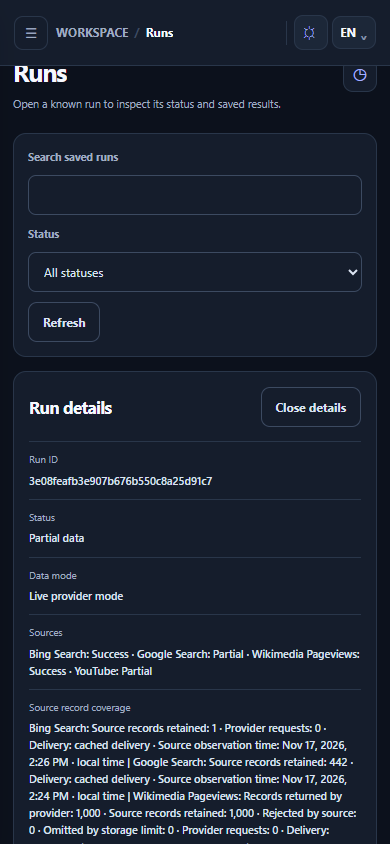 WORKSPACE / Runs
EN
Runs
Open a known run to inspect its status and saved results.
Search saved runs
Status
All statuses
Refresh
Run details
Close details
Run ID
3e08feafb3e907b676b550c8a25d91c7
Status
Partial data
Data mode
Live provider mode
Sources
Bing Search: Success · Google Search: Partial · Wikimedia Pageviews:
Success · YouTube: Partial
Source record coverage
Bing Search: Source records retained: 1 · Provider requests: 0 ·
Delivery: cached delivery · Source observation time: Nov 17, 2026,
2:26 PM · local time | Google Search: Source records retained: 442 ·
Delivery: cached delivery · Source observation time: Nov 17, 2026,
2:24 PM · local time | Wikimedia Pageviews: Records returned by
provider: 1,000 · Source records retained: 1,000 · Rejected by source:
0 · Omitted by storage limit: 0 · Provider requests: 0 · Delivery: